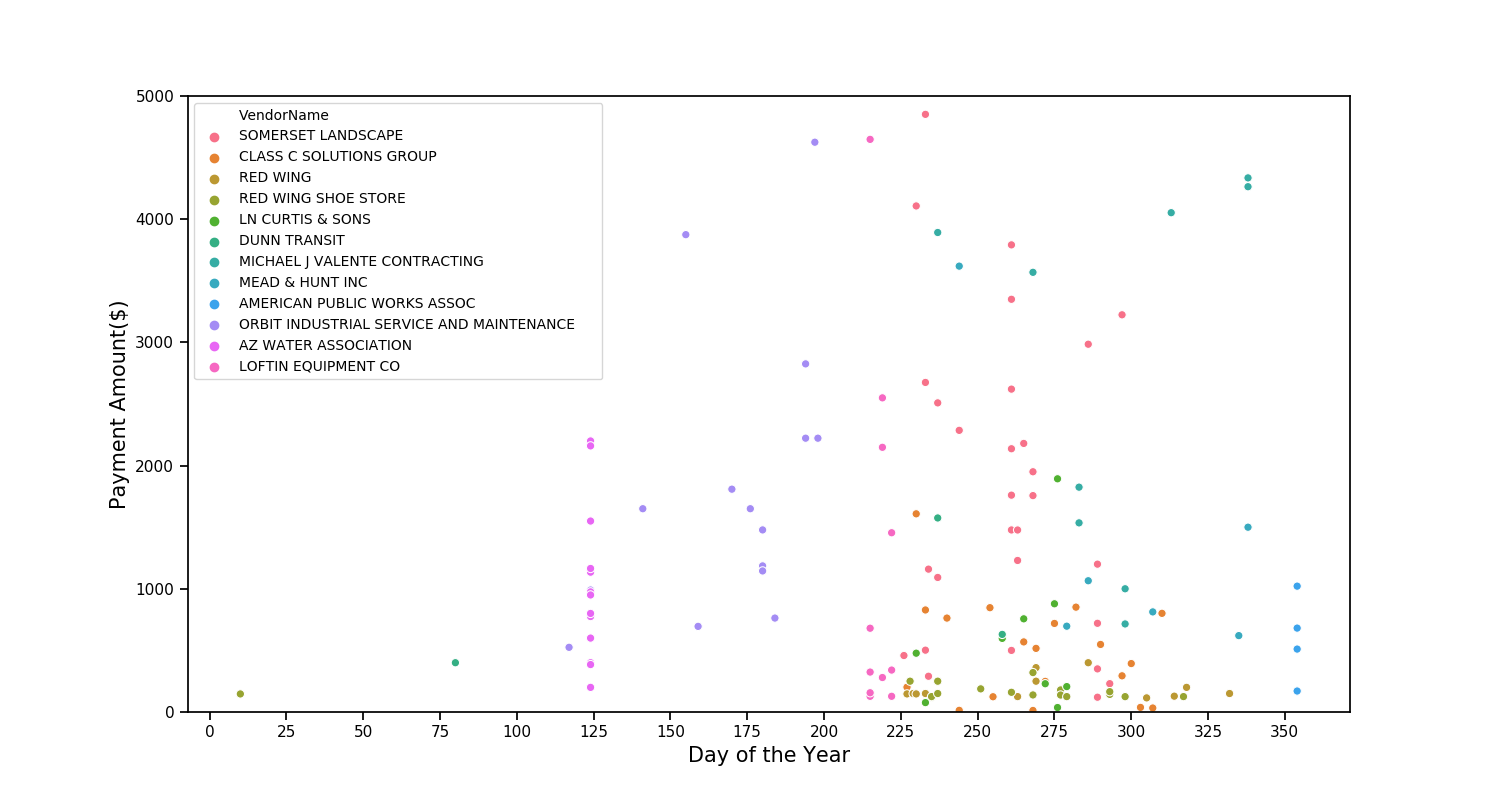 5000
4000
3000
2000
1000
0
Payment Amount($)
VendorName
SOMERSET LANDSCAPE
CLASS C SOLUTIONS GROUP
RED WING
RED WING SHOE STORE
LN CURTIS & SONS
DUNN TRANSIT
MICHAEL J VALENTE CONTRACTING
MEAD & HUNT INC
AMERICAN PUBLIC WORKS ASSOC
ORBIT INDUSTRIAL SERVICE AND MAINTENANCE
AZ WATER ASSOCIATION
LOFTIN EQUIPMENT CO
0 25 50 75 100 125 150 175 200 225 250 275 300 325 350
Day of the Year